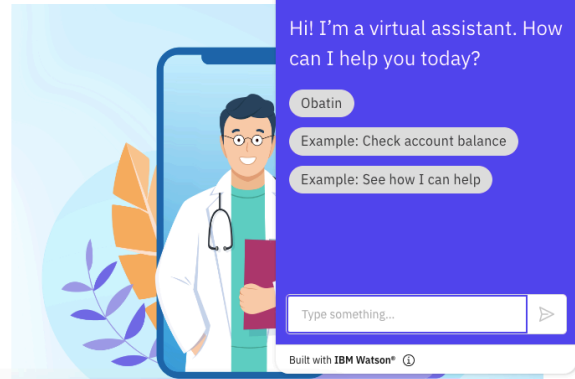 Hi! I'm a virtual assistant. How
can I help you today?
Obatin
Example: Check account balance
Example: See how I can help
Type something...
Built with IBM Watson®